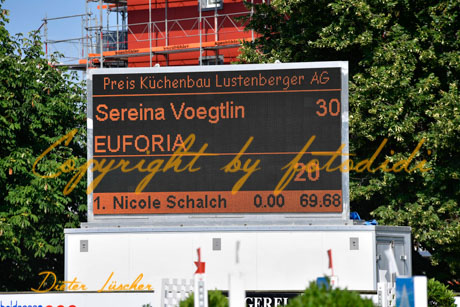 Preis Küchenbau Lustenberger AG
Sereina Voegtlin 30
EUFORIA
Copyright by fotodidi
20
1. Nicole Schalch 0.00 69.68
Dieter Lüscher
EREI